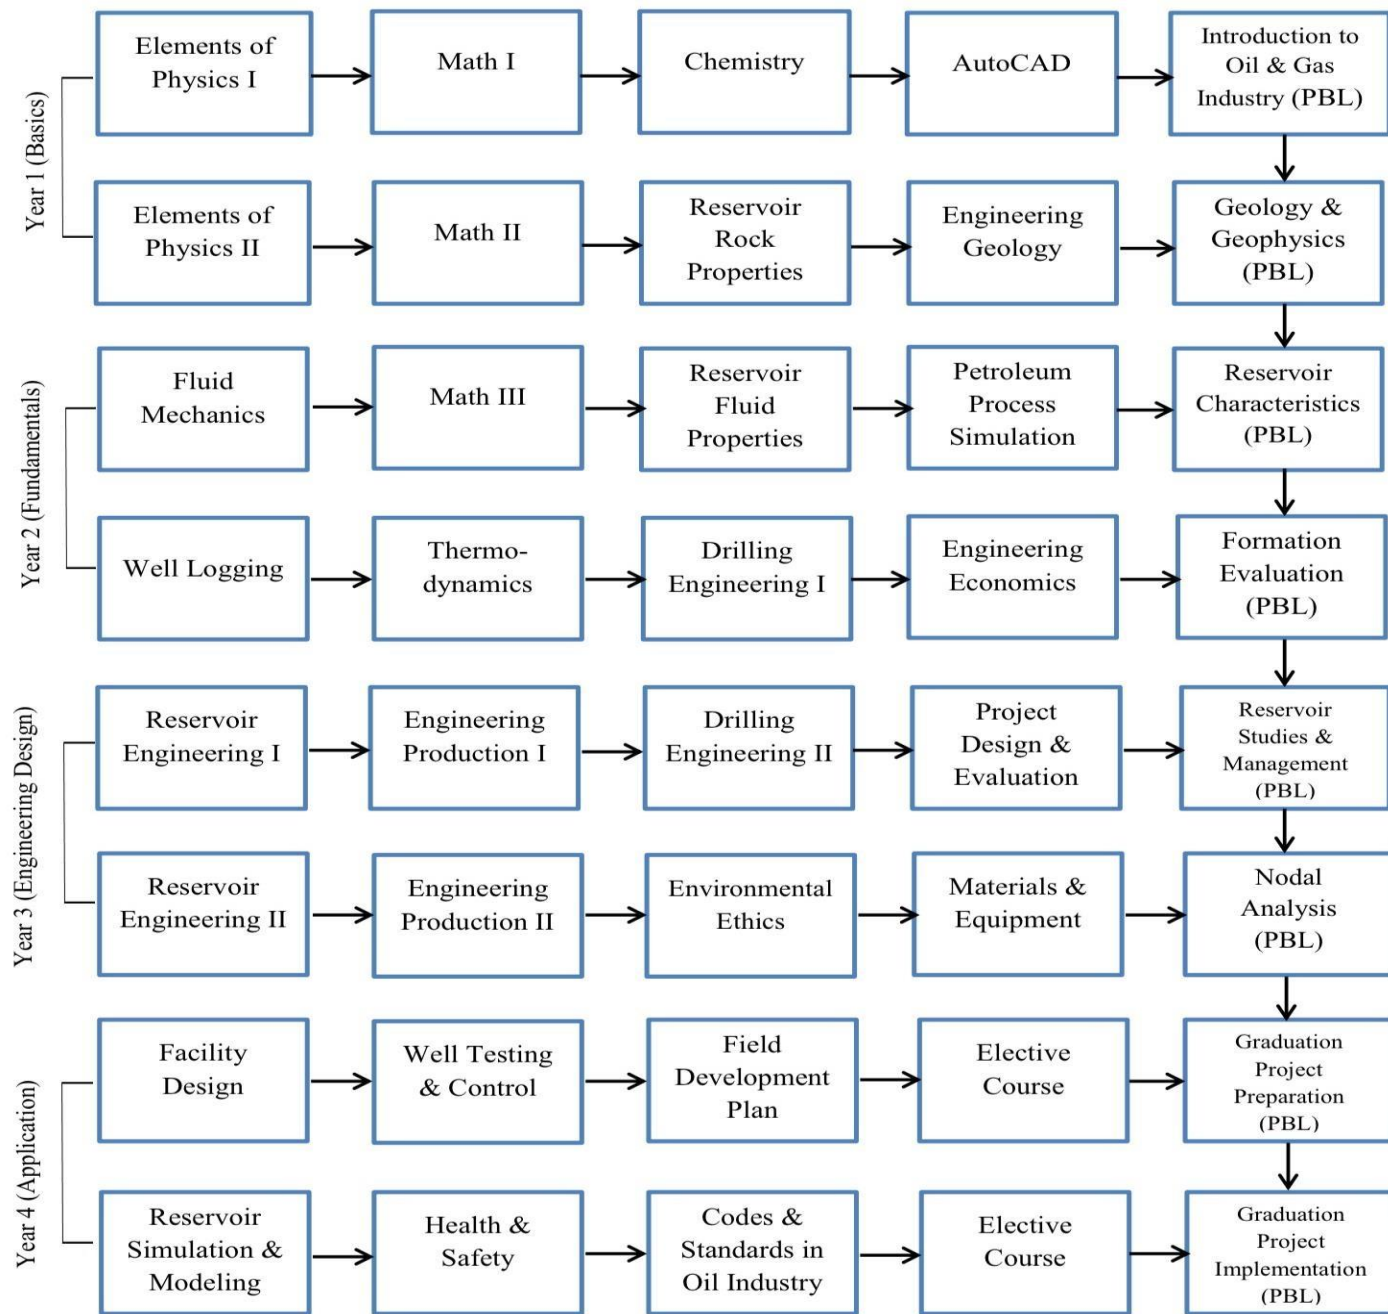 Year 1 (Basics)
Elements of
Physics I
Math I
Chemistry
AutoCAD
Introduction to
Oil & Gas
Industry (PBL)
Elements of
Physics II
Math II
Reservoir
Rock
Properties
Engineering
Geology
Geology &
Geophysics
(PBL)
Year 2 (Fundamentals)
Fluid
Mechanics
Math III
Reservoir
Fluid
Properties
Petroleum
Process
Simulation
Reservoir
Characteristics
(PBL)
Well Logging
Thermo-
dynamics
Drilling
Engineering I
Engineering
Economics
Formation
Evaluation
(PBL)
Year 3 (Engineering Design)
Reservoir
Engineering I
Engineering
Production I
Drilling
Engineering II
Project
Design &
Evaluation
Reservoir
Studies &
Management
(PBL)
Reservoir
Engineering II
Engineering
Production II
Environmental
Ethics
Materials &
Equipment
Nodal
Analysis
(PBL)
Year 4 (Application)
Facility
Design
Well Testing
& Control
Field
Development
Plan
Elective
Course
Graduation
Project
Preparation
(PBL)
Reservoir
Simulation &
Modeling
Health &
Safety
Codes &
Standards in
Oil Industry
Elective
Course
Graduation
Project
Implementation
(PBL)